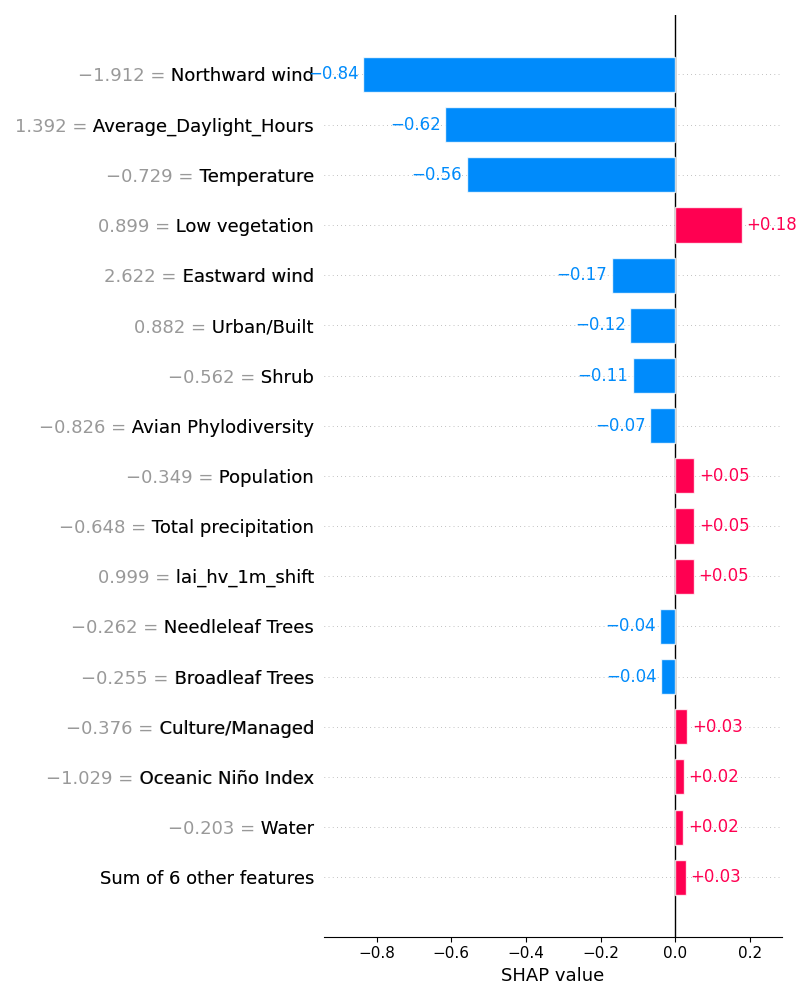 −1.912 = Northward wind −0.84
1.392 = Average_Daylight_Hours −0.62
−0.729 = Temperature −0.56
0.899 = Low vegetation +0.18
2.622 = Eastward wind −0.17
0.882 = Urban/Built −0.12
−0.562 = Shrub −0.11
−0.826 = Avian Phylodiversity −0.07
−0.349 = Population +0.05
−0.648 = Total precipitation +0.05
0.999 = lai_hv_1m_shift +0.05
−0.262 = Needleleaf Trees −0.04
−0.255 = Broadleaf Trees −0.04
−0.376 = Culture/Managed +0.03
−1.029 = Oceanic Niño Index +0.02
−0.203 = Water +0.02
Sum of 6 other features +0.03
−0.8 −0.6 −0.4 −0.2 0.0 0.2
SHAP value